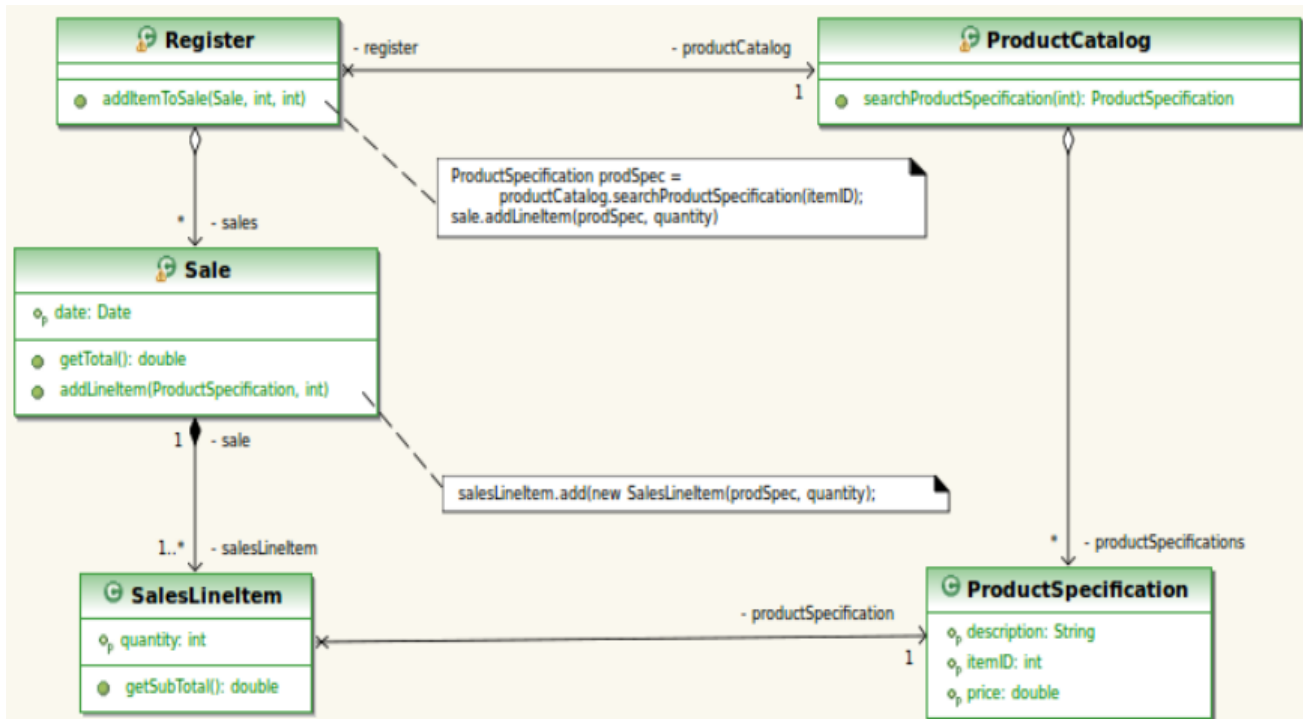 Register
- register
- productCatalog
ProductCatalog
addItemToSale(Sale, int, int)
1
searchProductSpecification(int): ProductSpecification
ProductSpecification prodSpec =
productCatalog.searchProductSpecification(itemID);
sale.addLineItem(prodSpec, quantity)
* - sales
Sale
date: Date
getTotal(): double
addLineItem(ProductSpecification, int)
1 - sale
salesLineItem.add(new SalesLineItem(prodSpec, quantity);
1..* - salesLineItem
* - productSpecifications
SalesLineItem
quantity: int
getSubTotal(): double
- productSpecification
1
ProductSpecification
description: String
itemID: int
price: double